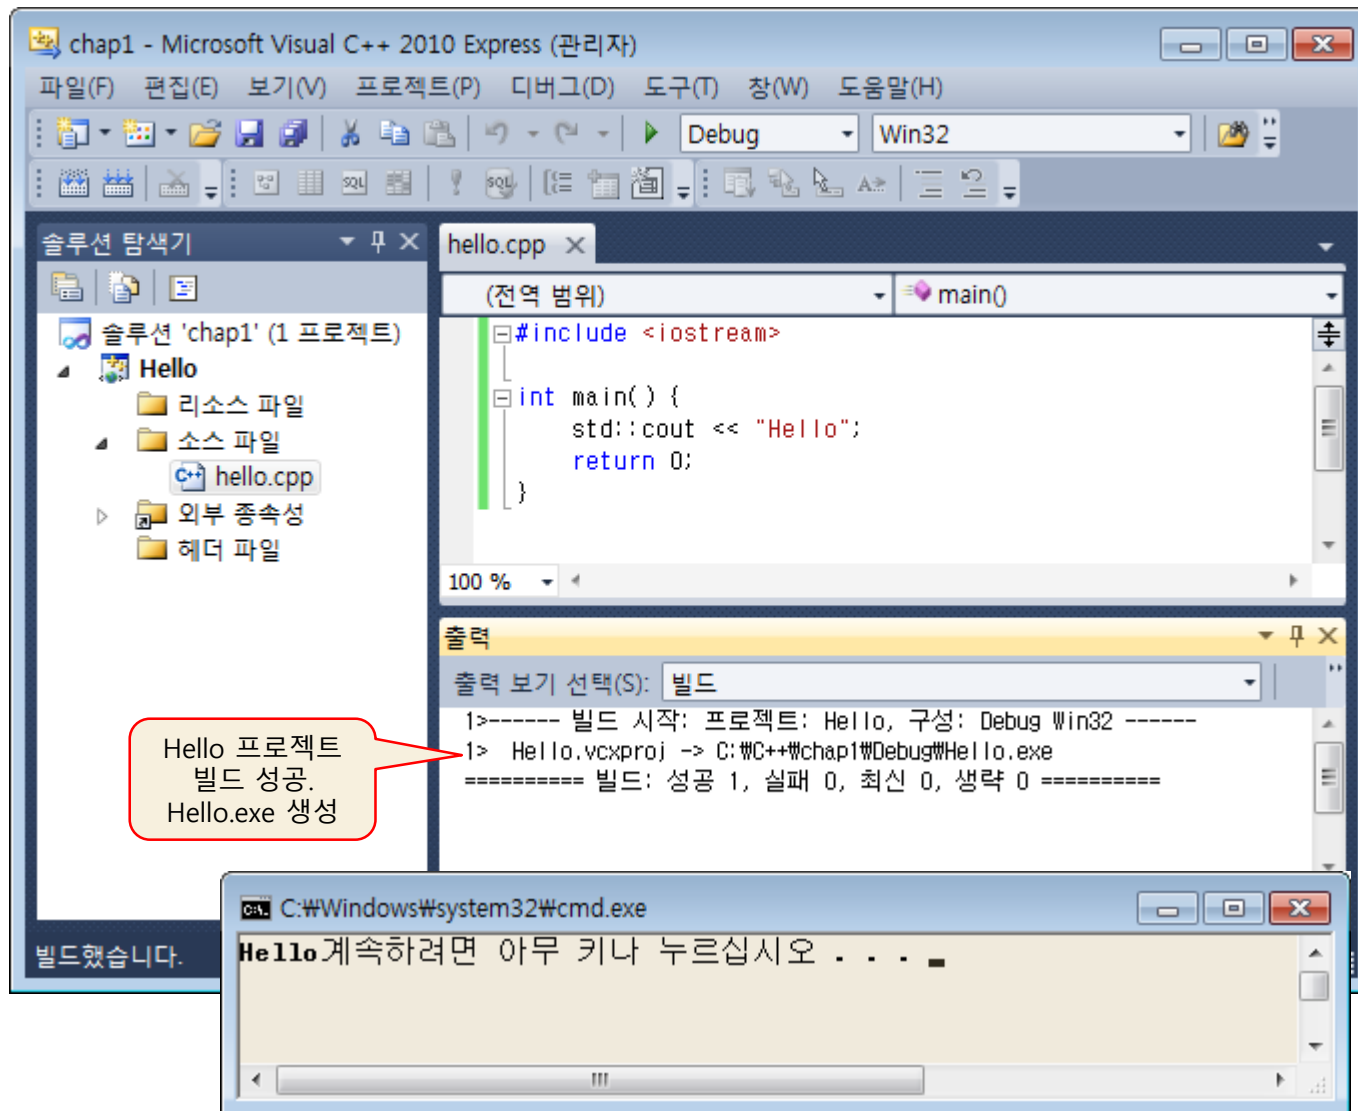 chap1 - Microsoft Visual C++ 2010 Express (관리자)
파일(F) 편집(E) 보기(V) 프로젝트(P) 디버그(D) 도구(T) 창(W) 도움말(H)
Debug Win32
SQL SQL
솔루션 탐색기
솔루션 'chap1' (1 프로젝트)
Hello
리소스 파일
소스 파일
hello.cpp
외부 종속성
헤더 파일
hello.cpp
(전역 범위) main()
#include <iostream>
int main() {
std::cout << "Hello";
return 0;
}
100 %
출력
출력 보기 선택(S): 빌드
1>------ 빌드 시작: 프로젝트: Hello, 구성: Debug Win32 ------
1> Hello.vcxproj -> C:₩C++₩chap1₩Debug₩Hello.exe
========== 빌드: 성공 1, 실패 0, 최신 0, 생략 0 ==========
Hello 프로젝트
빌드 성공.
Hello.exe 생성
빌드했습니다.
C:₩Windows₩system32₩cmd.exe
Hello계속하려면 아무 키나 누르십시오 . . . _